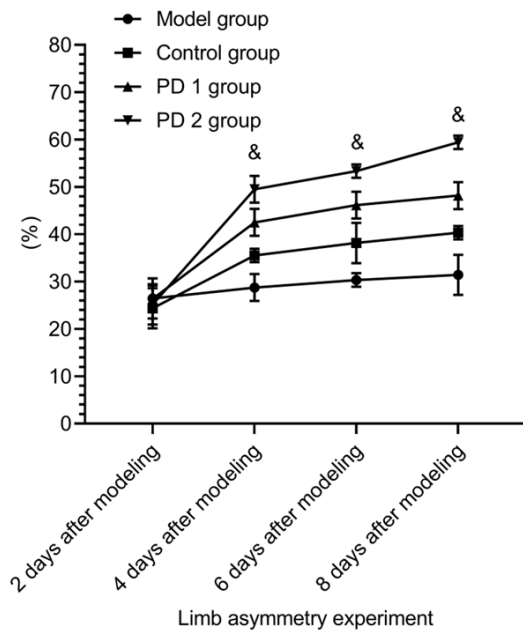 Model group
Control group
PD 1 group
PD 2 group
80
70
60
50
40
30
20
10
0
(%)
&
&
&
2 days after modeling
4 days after modeling
6 days after modeling
8 days after modeling
Limb asymmetry experiment